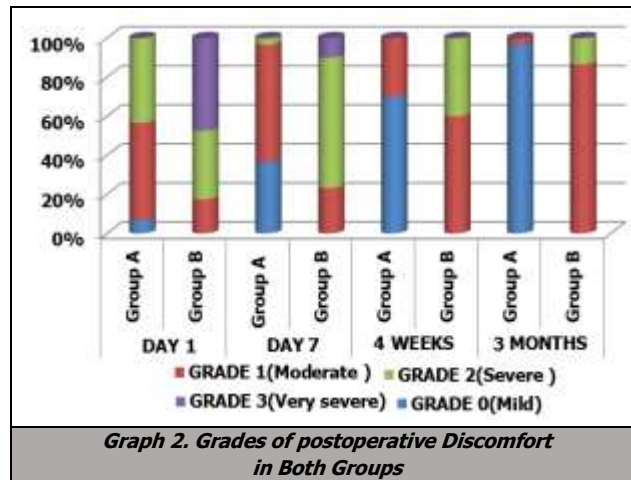 100%
80%
60%
40%
20%
0%
Group A
Group B
Group A
Group B
Group A
Group B
Group A
Group B
DAY 1 DAY 7 4 WEEKS 3 MONTHS
GRADE 1(Moderate ) GRADE 2(Severe )
GRADE 3(Very severe) GRADE 0(Mild)
Graph 2. Grades of postoperative Discomfort
in Both Groups